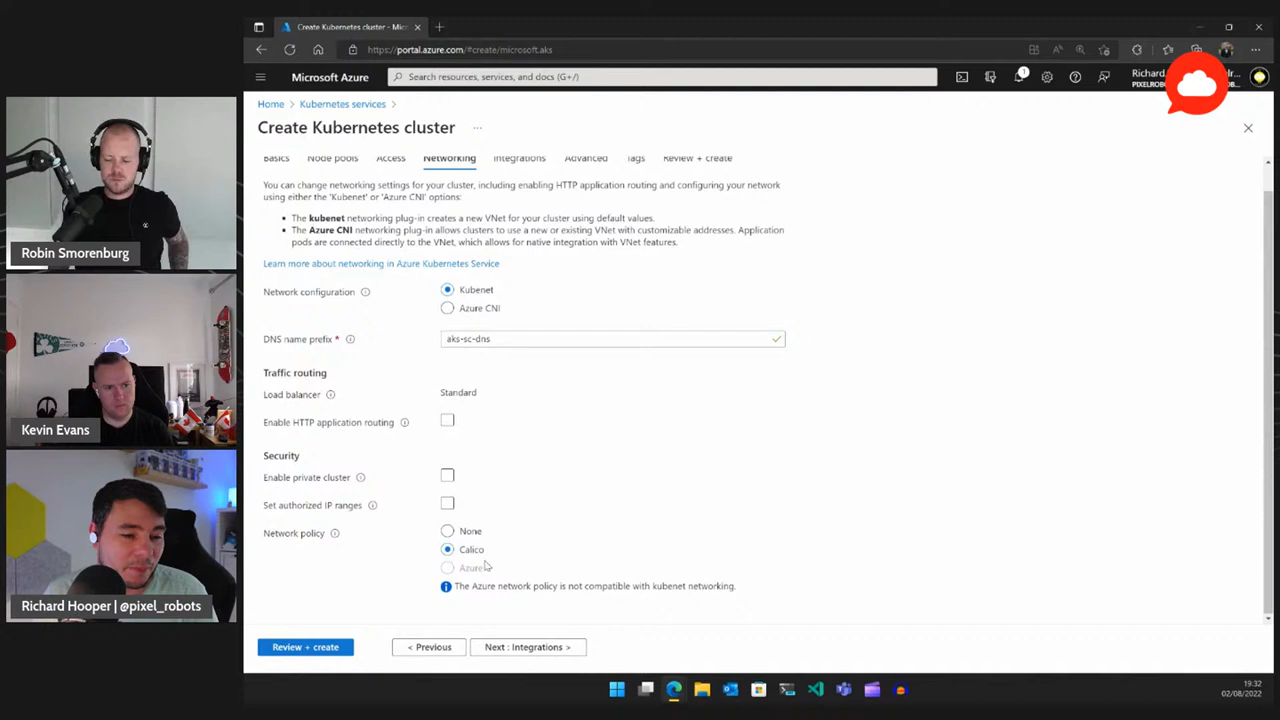 Create Kubernetes cluster - Mic
https://portal.azure.com/#create/microsoft.aks
Microsoft Azure
Search resources, services, and docs (G+/)
1
Home > Kubernetes services >
Create Kubernetes cluster
Basics Node pools Access Networking Integrations Advanced Tags Review + create
You can change networking settings for your cluster, including enabling HTTP application routing and configuring your network
using either the 'Kubenet' or 'Azure CNI' options:
The kubenet networking plug-in creates a new VNet for your cluster using default values.
The Azure CNI networking plug-in allows clusters to use a new or existing VNet with customizable addresses. Application
pods are connected directly to the VNet, which allows for native integration with VNet features.
Learn more about networking in Azure Kubernetes Service
Network configuration
Kubenet
Azure CNI
DNS name prefix *
aks-sc-dns
Traffic routing
Load balancer
Standard
Enable HTTP application routing
Security
Enable private cluster
Set authorized IP ranges
Network policy
None
Calico
Azure
The Azure network policy is not compatible with kubenet networking.
Review + create
< Previous
Next : Integrations >
19:32
02/08/2022
Robin Smorenburg
Kevin Evans
Richard Hooper | @pixel_robots